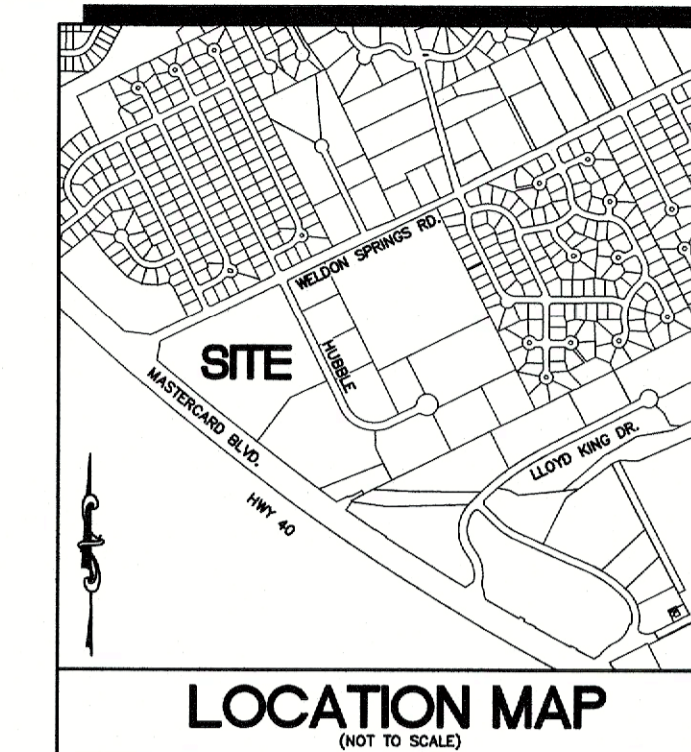 WELDON SPRINGS RD.
SITE
HUBBLE
MASTERCARD BLVD.
LLOYD KING DR.
HWY 40
LOCATION MAP
(NOT TO SCALE)